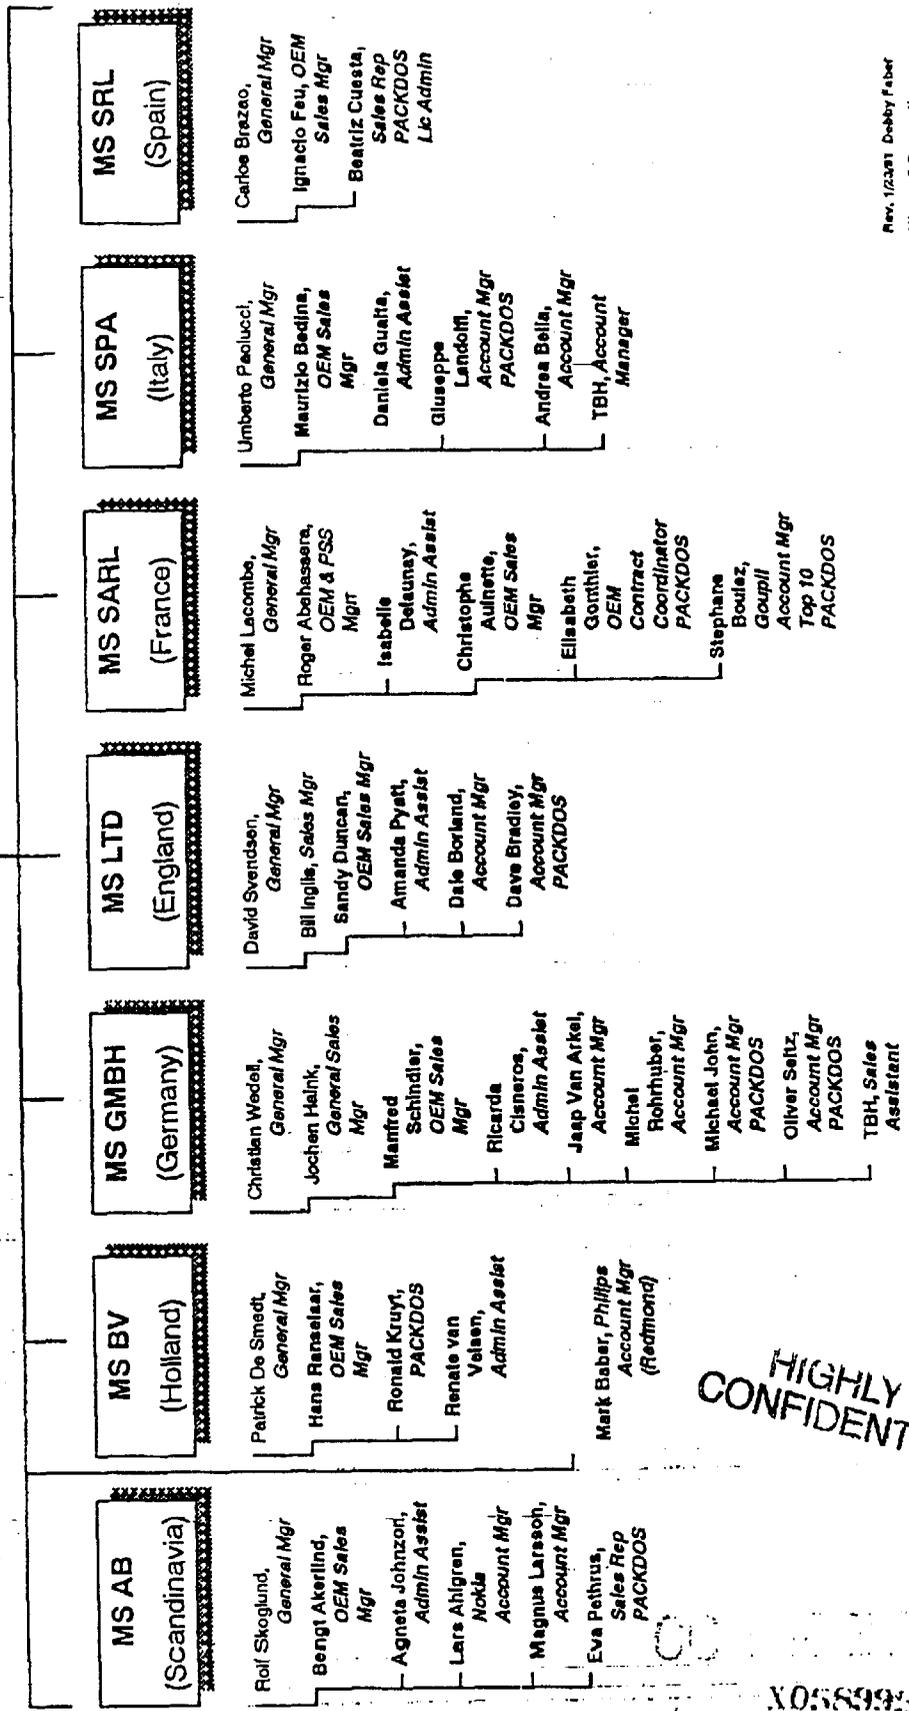 MS AB
(Scandinavia)
Rolf Skoglund,
General Mgr
Bengt Akerlind,
OEM Sales
Mgr
Agneta Johnzon,
Admin Assist
Lars Ahlgren,
Nokia
Account Mgr
Magnus Larsson,
Account Mgr
Eva Pethrus,
Sales Rep
PACKDOS
MS BV
(Holland)
Patrick De Smedt,
General Mgr
Hans Ranselaar,
OEM Sales
Mgr
Ronald Kruyt,
PACKDOS
Renate van
Velsen,
Admin Assist
Mark Baber, Phillips
Account Mgr
(Redmond)
MS GMBH
(Germany)
Christian Wedell,
General Mgr
Jochen Haink,
General Sales
Mgr
Manfred
Schindler,
OEM Sales
Mgr
Ricarda
Cisneros,
Admin Assist
Jaap Van Arkel,
Account Mgr
Michel
Rohrhuber,
Account Mgr
Michael John,
Account Mgr
PACKDOS
Oliver Seitz,
Account Mgr
PACKDOS
TBH, Sales
Assistant
MS LTD
(England)
David Svendsen,
General Mgr
Bill Inglis, Sales Mgr
Sandy Duncan,
OEM Sales Mgr
Amanda Pyatt,
Admin Assist
Dale Borland,
Account Mgr
Dave Bradley,
Account Mgr
PACKDOS
MS SARL
(France)
Michel Lacombe,
General Mgr
Roger Abehassera,
OEM & PSS
Mgr
Isabelle
Delaunay,
Admin Assist
Christophe
Aulnette,
OEM Sales
Mgr
Elisabeth
Gonthier,
OEM
Contract
Coordinator
PACKDOS
Stephane
Boulez,
Goupil
Account Mgr
Top 10
PACKDOS
MS SPA
(Italy)
Umberto Paolucci,
General Mgr
Maurizio Bedina,
OEM Sales
Mgr
Daniela Guaita,
Admin Assist
Giuseppe
Landolfi,
Account Mgr
PACKDOS
Andrea Bella,
Account Mgr
TBH, Account
Manager
MS SRL
(Spain)
Carlos Brazao,
General Mgr
Ignacio Feu, OEM
Sales Mgr
Beatriz Cuesta,
Sales Rep
PACKDOS
Lic Admin
Rev. 1/23/91 Debby Faber
HIGHLY
CONFIDENT